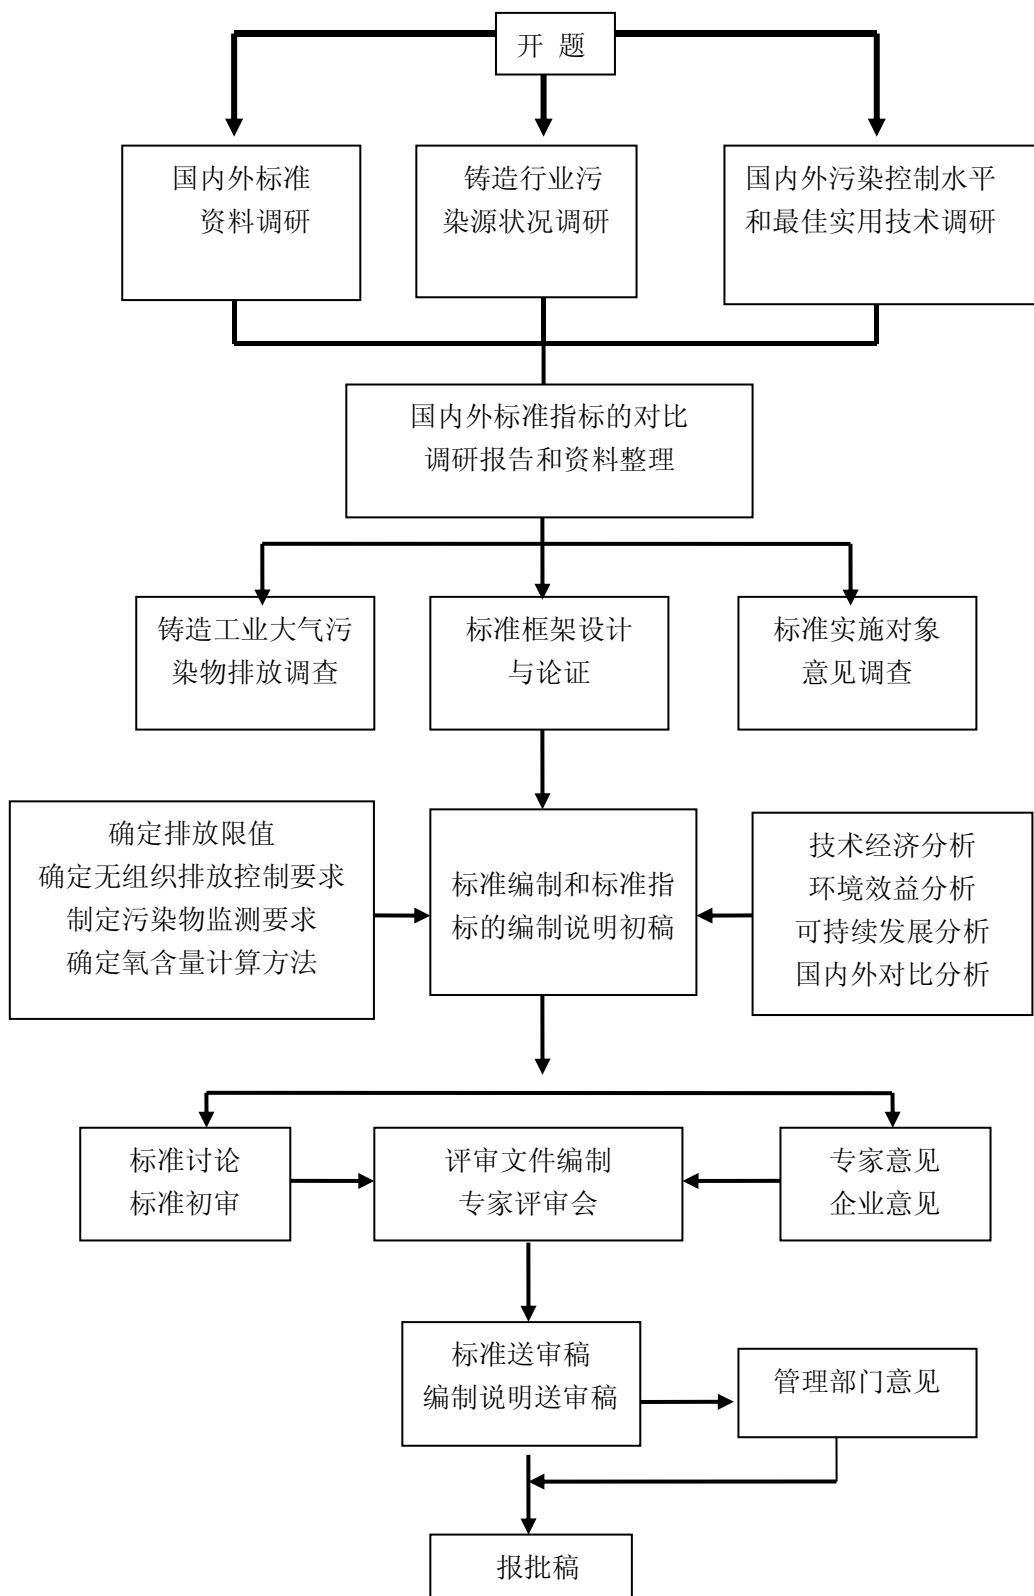 开 题
国内外标准
资料调研
铸造行业污
染源状况调研
国内外污染控制水平
和最佳实用技术调研
国内外标准指标的对比
调研报告和资料整理
铸造工业大气污
染物排放调查
标准框架设计
与论证
标准实施对象
意见调查
确定排放限值
确定无组织排放控制要求
制定污染物监测要求
确定氧含量计算方法
标准编制和标准指
标的编制说明初稿
技术经济分析
环境效益分析
可持续发展分析
国内外对比分析
标准讨论
标准初审
评审文件编制
专家评审会
专家意见
企业意见
标准送审稿
编制说明送审稿
管理部门意见
报批稿